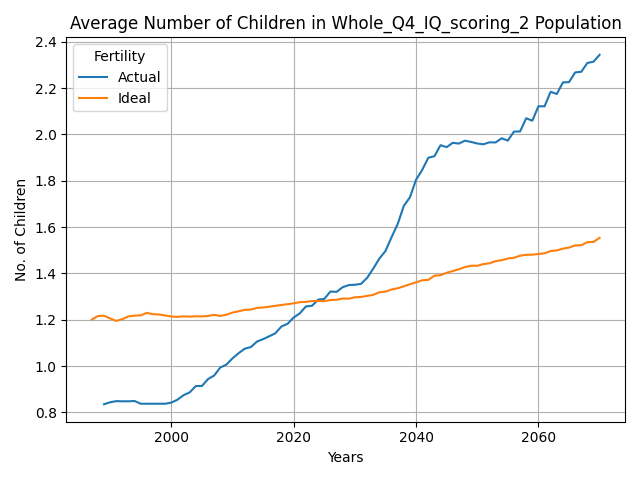 Average Number of Children in Whole_Q4_IQ_scoring_2 Population
Fertility
Actual
Ideal
No. of Children
2.4
2.2
2.0
1.8
1.6
1.4
1.2
1.0
0.8
2000 2020 2040 2060
Years